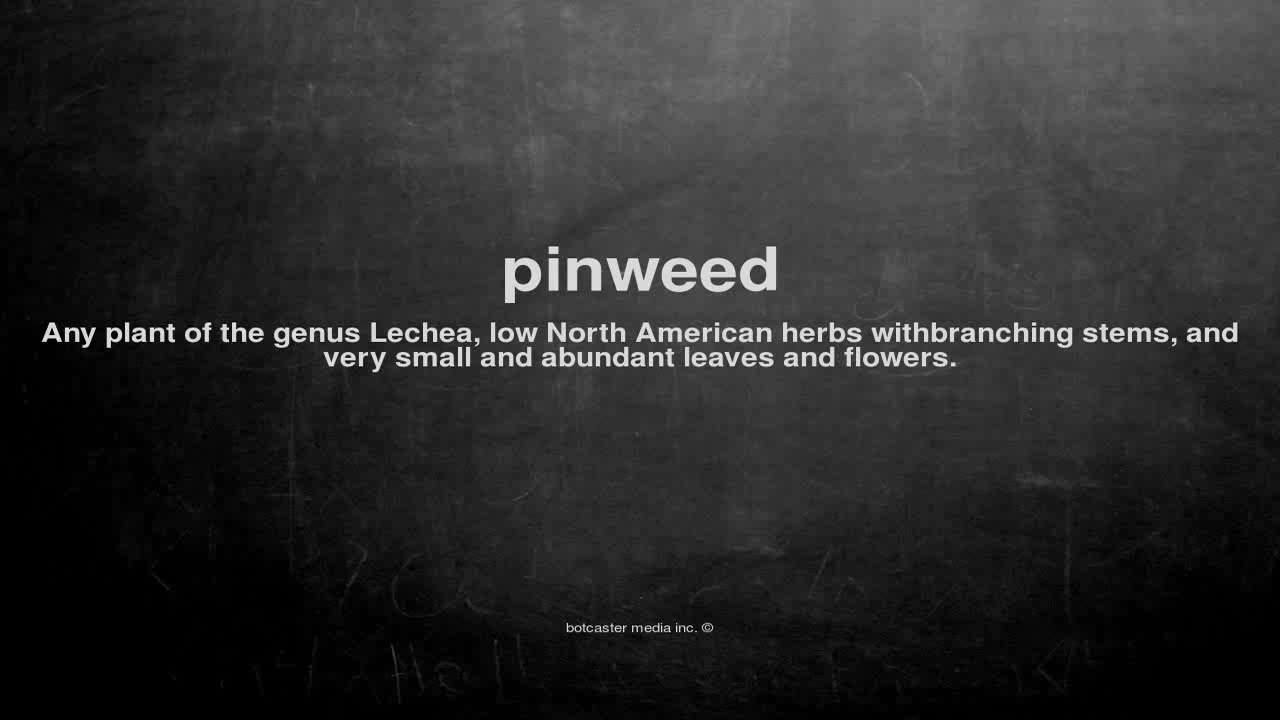 pinweed
Any plant of the genus Lechea, low North American herbs withbranching stems, and
very small and abundant leaves and flowers.
botcaster media inc. ©